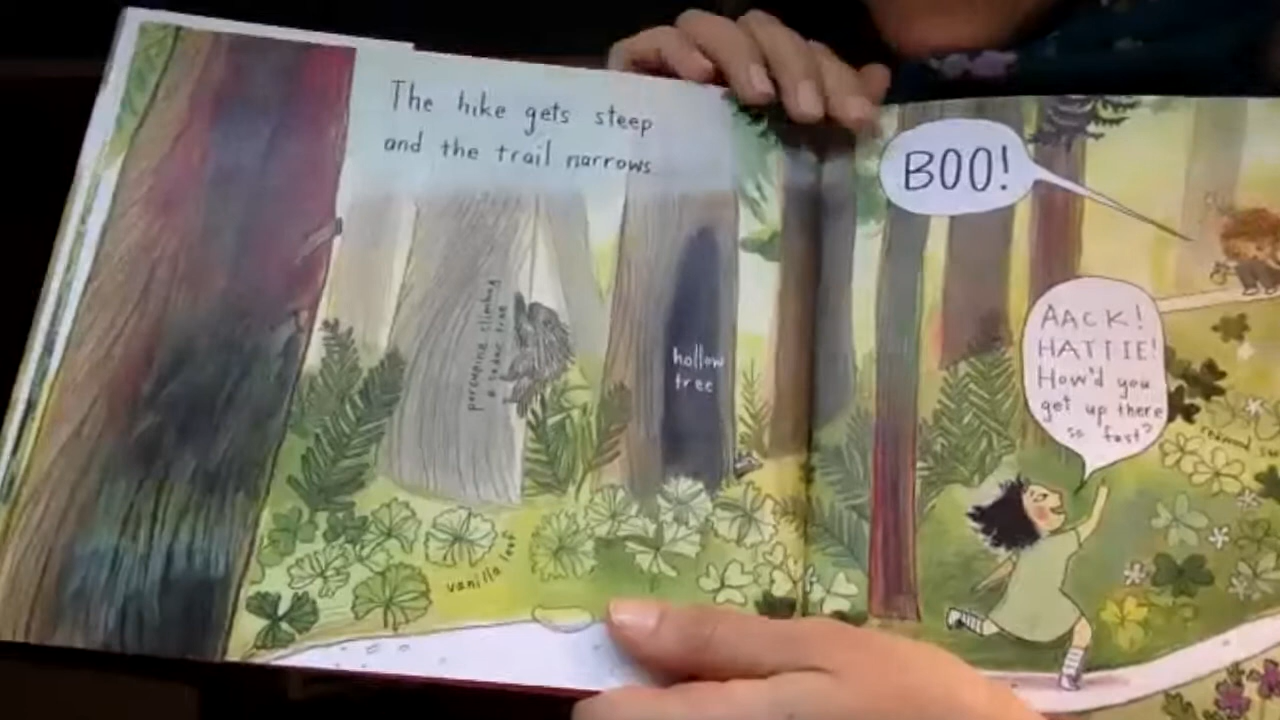 The hike gets steep
and the trail narrows.
porcupine climbing
a cedar tree
hollow
tree
vanilla leaf
BOO!
AACK!
HATTIE!
How'd you
get up there
so fast?
redwood